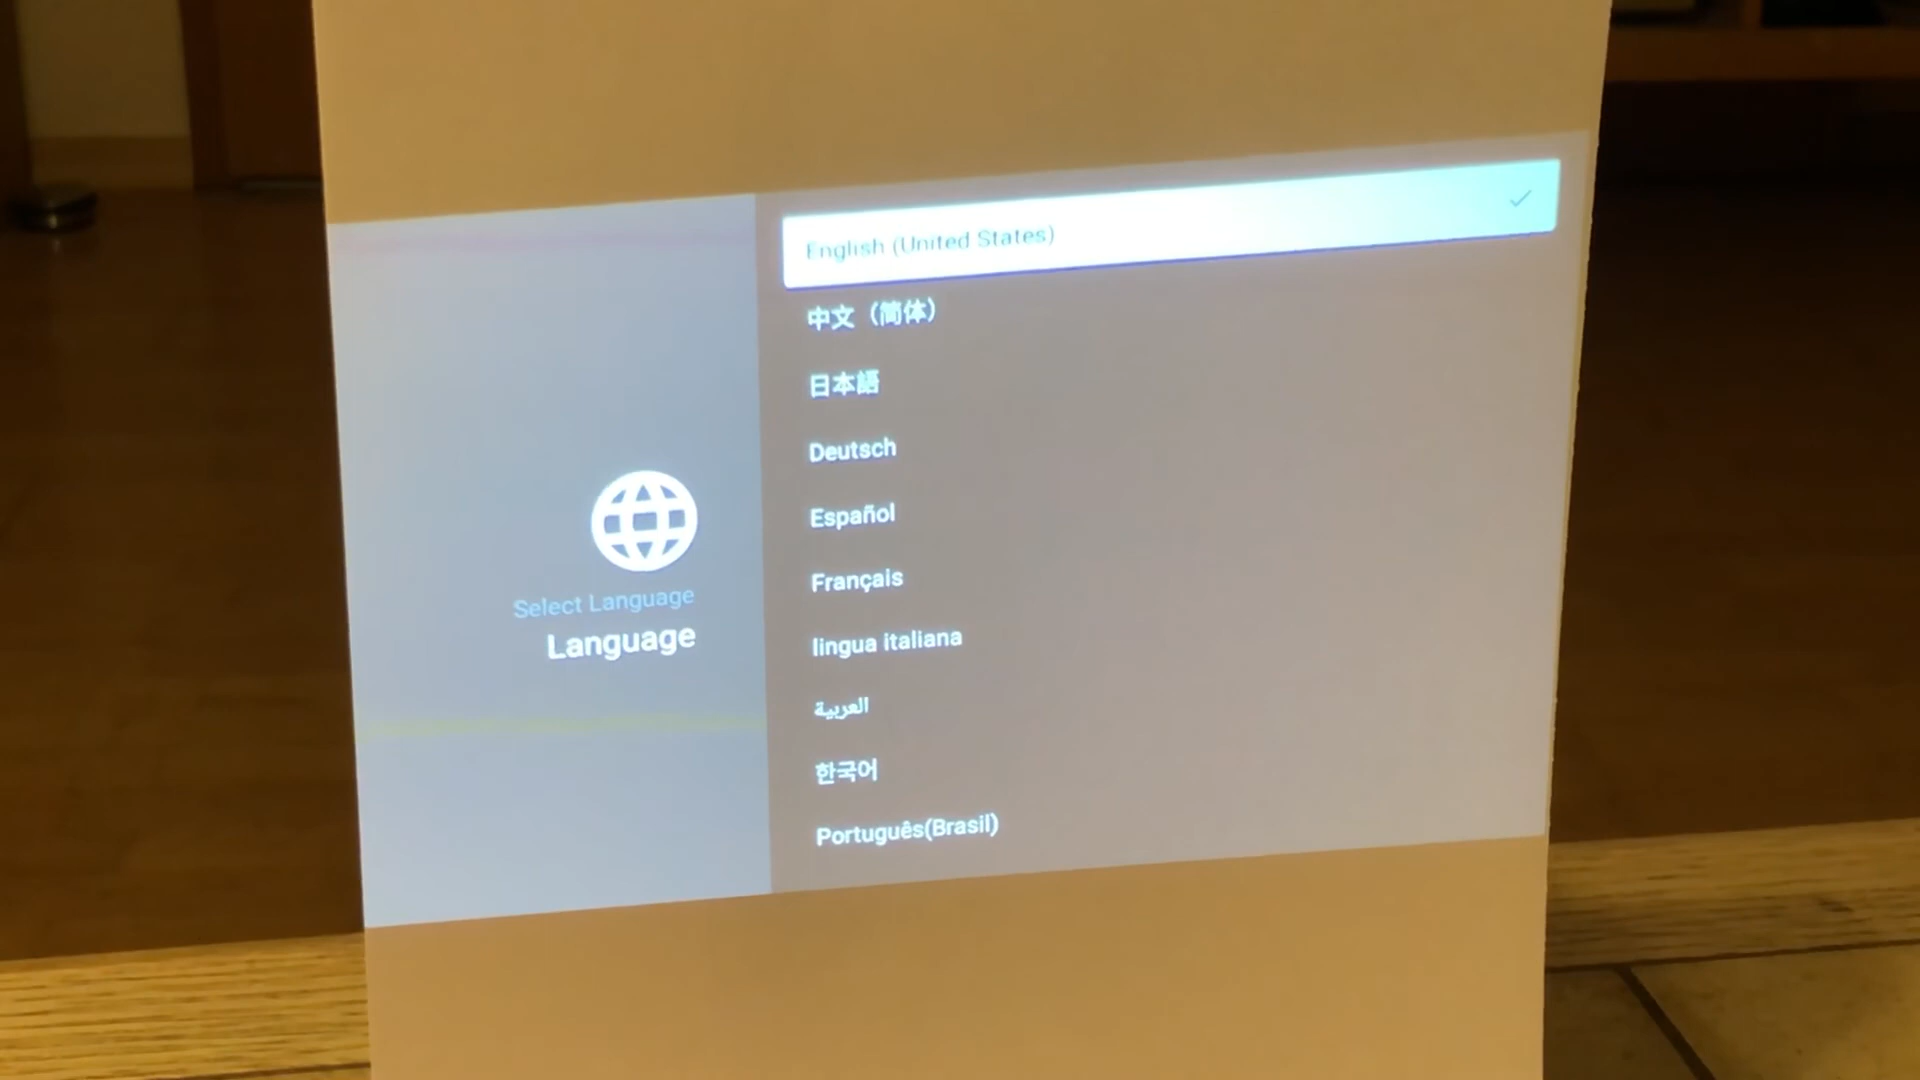 Select Language
Language
English (United States)
中文（简体）
日本語
Deutsch
Español
Français
lingua italiana
العربية
한국어
Português(Brasil)